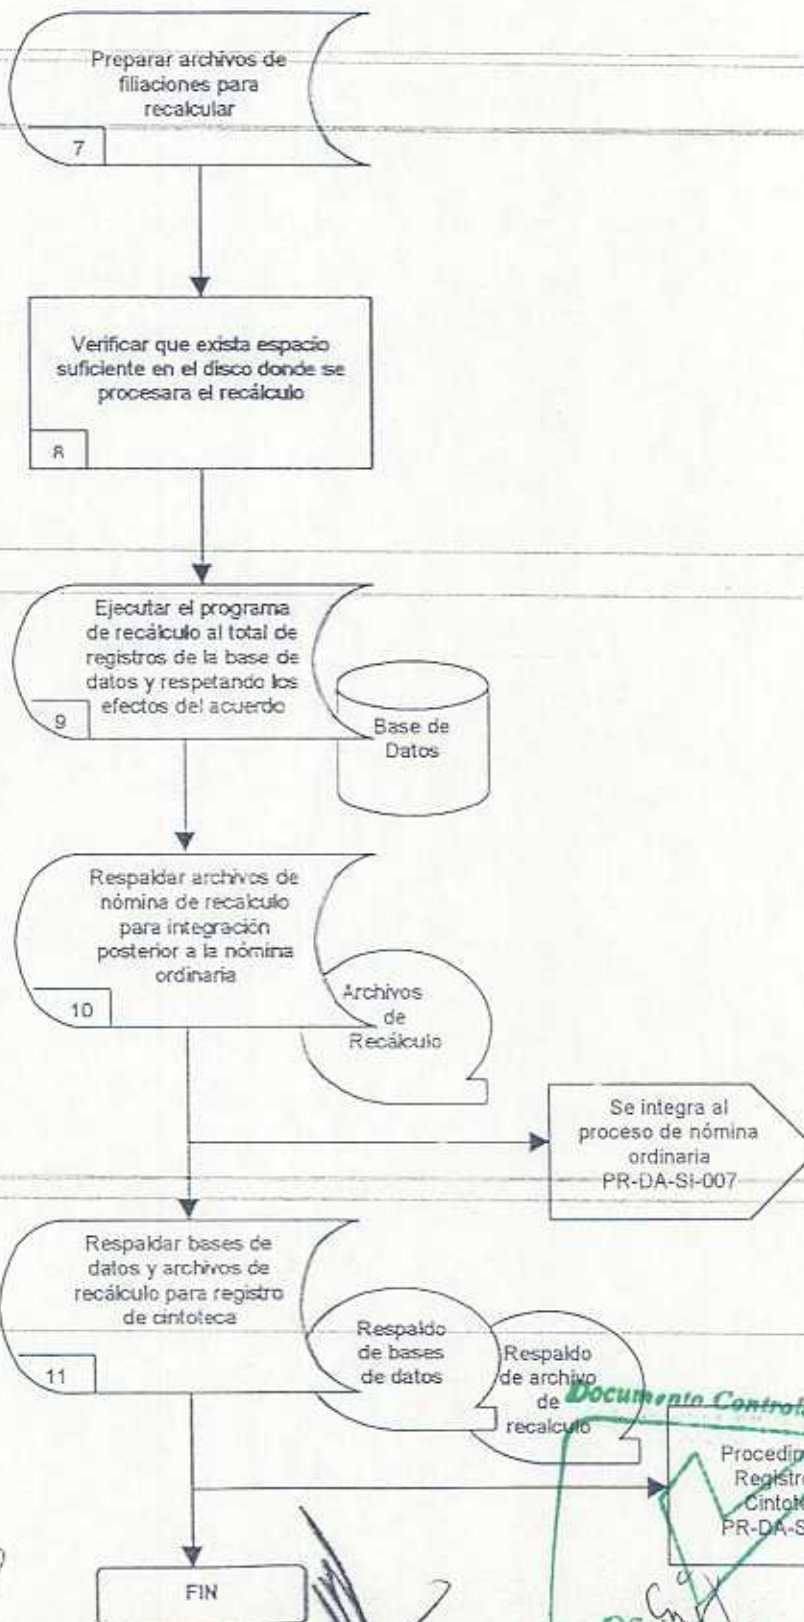 Preparar archivos de
filiaciones para
recalcular
7
Verificar que exista espacio
suficiente en el disco donde se
procesara el recálculo
8
Ejecutar el programa
de recálculo al total de
registros de la base de
datos y respetando los
efectos del acuerdo
9
Base de
Datos
Respaldar archivos de
nómina de recalculo
para integración
posterior a la nómina
ordinaria
10
Archivos
de
Recálculo
Se integra al
proceso de nómina
ordinaria
PR-DA-SI-007
Respaldar bases de
datos y archivos de
recálculo para registro
de cintoteca
11
Respaldo
de bases
de datos
Respaldo
de archivo
de
recalculo
Documento
FIN